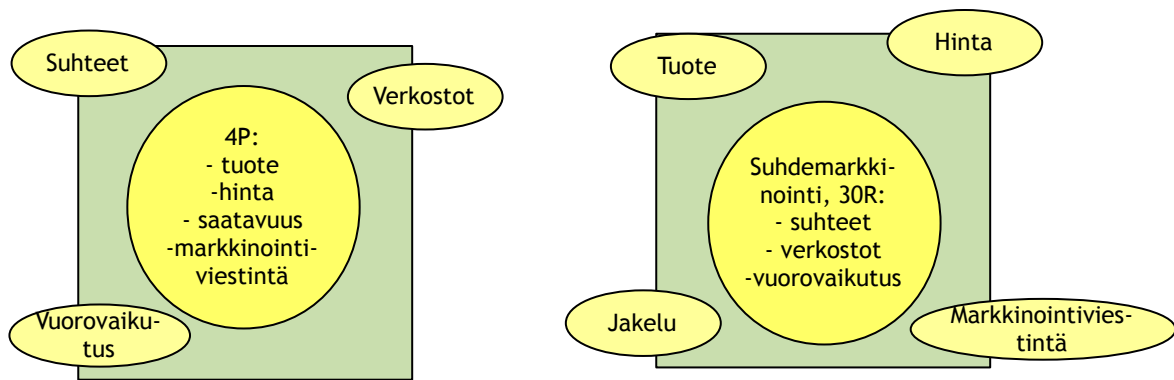 Suhteet
Verkostot
4P:
- tuote
-hinta
- saatavuus
-markkinointi-
viestintä
Vuorovaiku-
tus
Hinta
Tuote
Suhdemarkki-
nointi, 30R:
- suhteet
- verkostot
-vuorovaikutus
Jakelu
Markkinointivies-
tintä